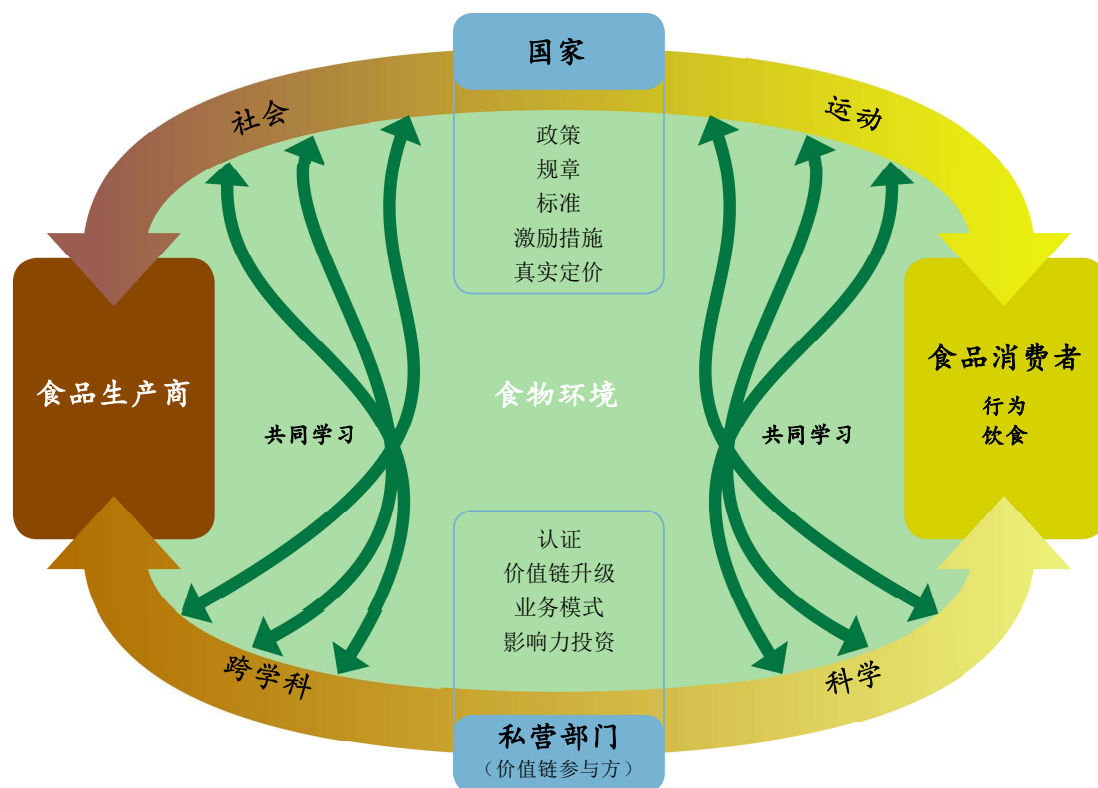 国家
社会
运动
政策
规章
标准
激励措施
真实定价
食品生产商
食物环境
食品消费者
行为
饮食
共同学习
共同学习
认证
价值链升级
业务模式
影响力投资
跨学科
科学
私营部门
（价值链参与方）